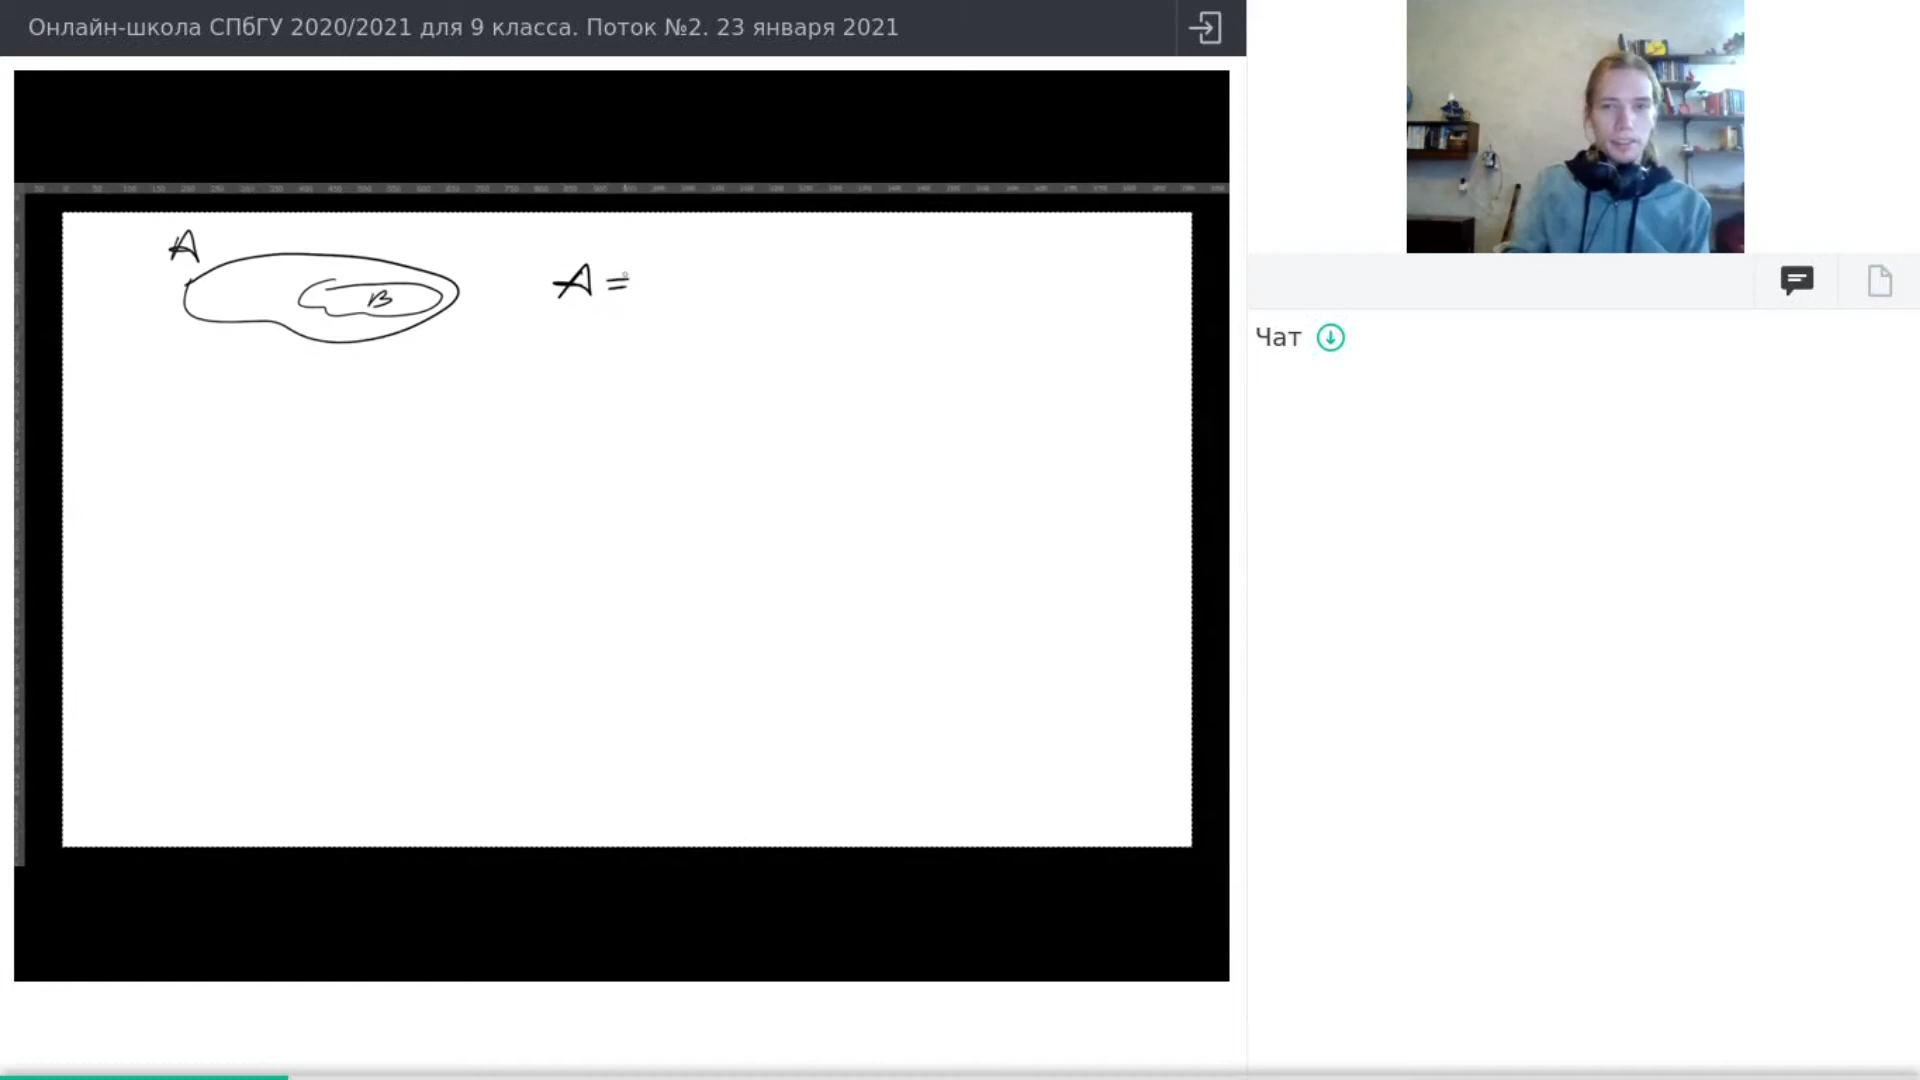 Онлайн-школа СПбГУ 2020/2021 для 9 класса. Поток №2. 23 января 2021
A
B
A =
Чат